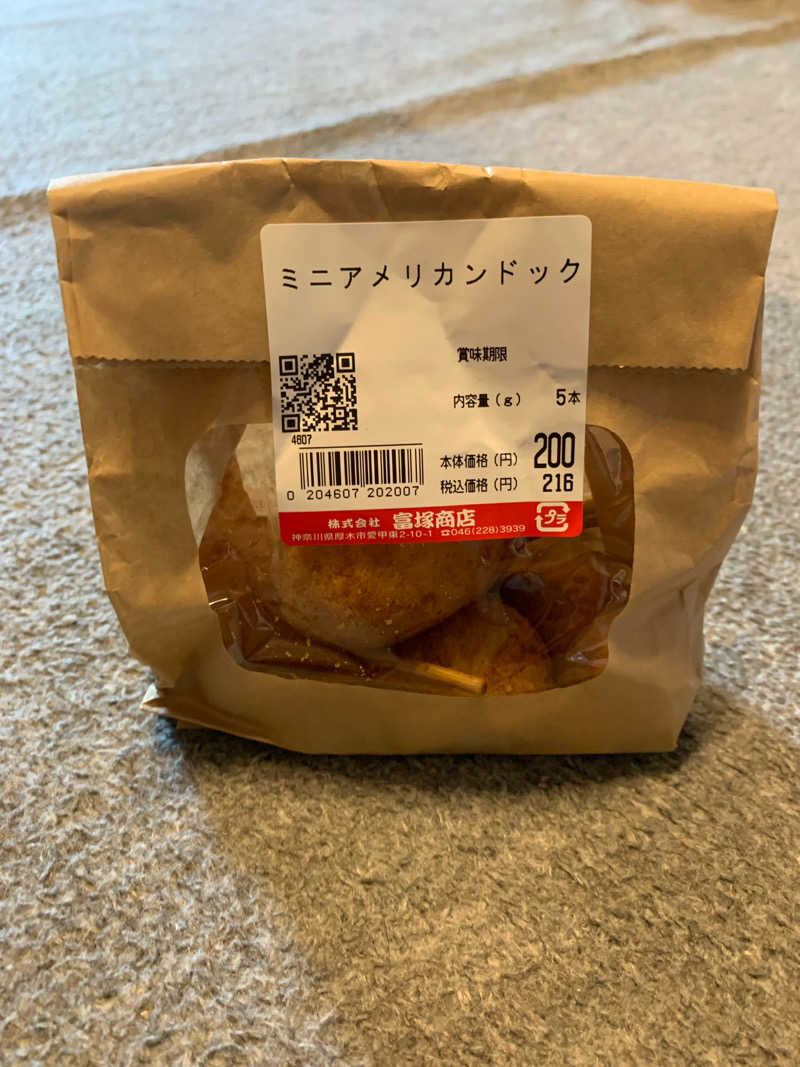 ミニアメリカンドック
賞味期限
内容量(g) 5本
4607
本体価格(円) 200
税込価格(円) 216
0 204607 202007
株式会社 富塚商店
神奈川県厚木市愛甲東2-10-1 ☎046(228)3939
プラ